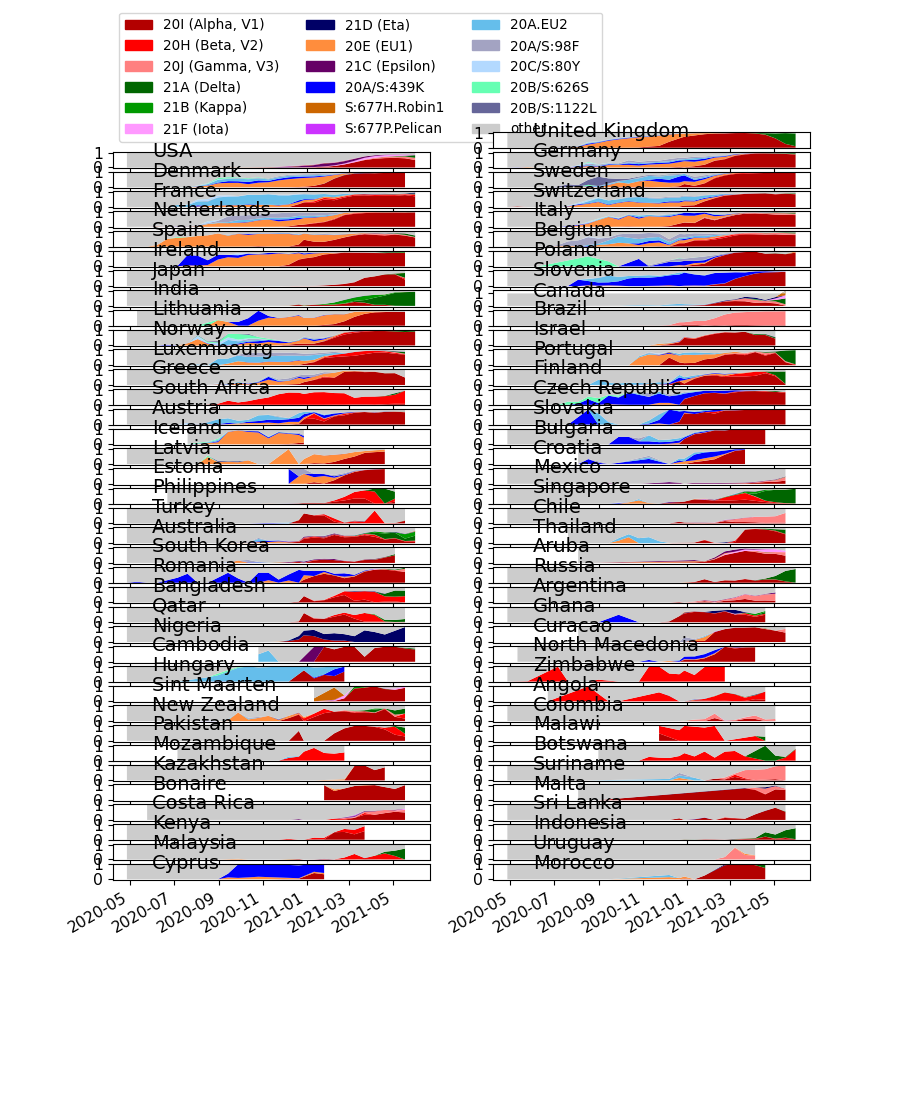 20I (Alpha, V1)
20H (Beta, V2)
20J (Gamma, V3)
21A (Delta)
21B (Kappa)
21F (Iota)
21D (Eta)
20E (EU1)
21C (Epsilon)
20A/S:439K
S:677H.Robin1
S:677P.Pelican
20A.EU2
20A/S:98F
20C/S:80Y
20B/S:626S
20B/S:1122L
other
USA
Denmark
France
Netherlands
Spain
Ireland
Japan
India
Lithuania
Norway
Luxembourg
Greece
South Africa
Austria
Iceland
Latvia
Estonia
Philippines
Turkey
Australia
South Korea
Romania
Bangladesh
Qatar
Nigeria
Cambodia
Hungary
Sint Maarten
New Zealand
Pakistan
Mozambique
Kazakhstan
Bonaire
Costa Rica
Kenya
Malaysia
Cyprus
2020-05
2020-07
2020-09
2020-11
2021-01
2021-03
2021-05
United Kingdom
Germany
Sweden
Switzerland
Italy
Belgium
Poland
Slovenia
Canada
Brazil
Israel
Portugal
Finland
Czech Republic
Slovakia
Bulgaria
Croatia
Mexico
Singapore
Chile
Thailand
Aruba
Russia
Argentina
Ghana
Curacao
North Macedonia
Zimbabwe
Angola
Colombia
Malawi
Botswana
Suriname
Malta
Sri Lanka
Indonesia
Uruguay
Morocco
2020-05
2020-07
2020-09
2020-11
2021-01
2021-03
2021-05